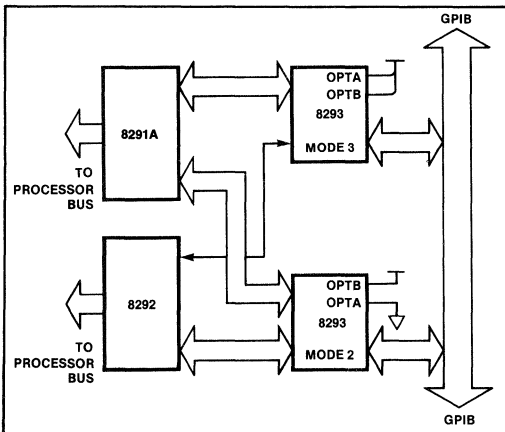 GPIB
OPTA
OPTB
8293
MODE 3
8291A
TO
PROCESSOR
BUS
8292
OPTB
OPTA
8293
MODE 2
TO
PROCESSOR
BUS
GPIB